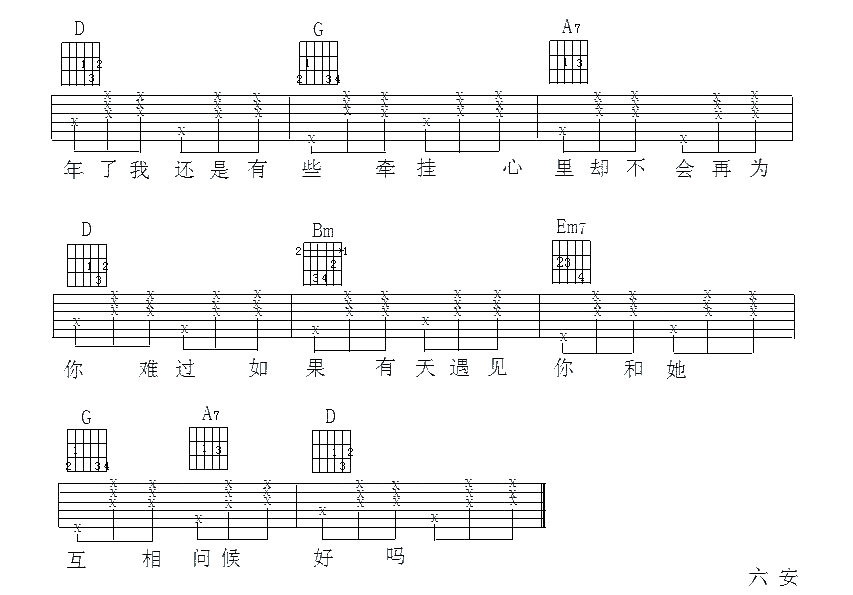 D G A7
年了我还是有些 牵挂 心里却不会再为
D Bm Em7
你 难过 如果 有天遇见 你 和她
G A7 D
互 相问候 好 吗
六 安